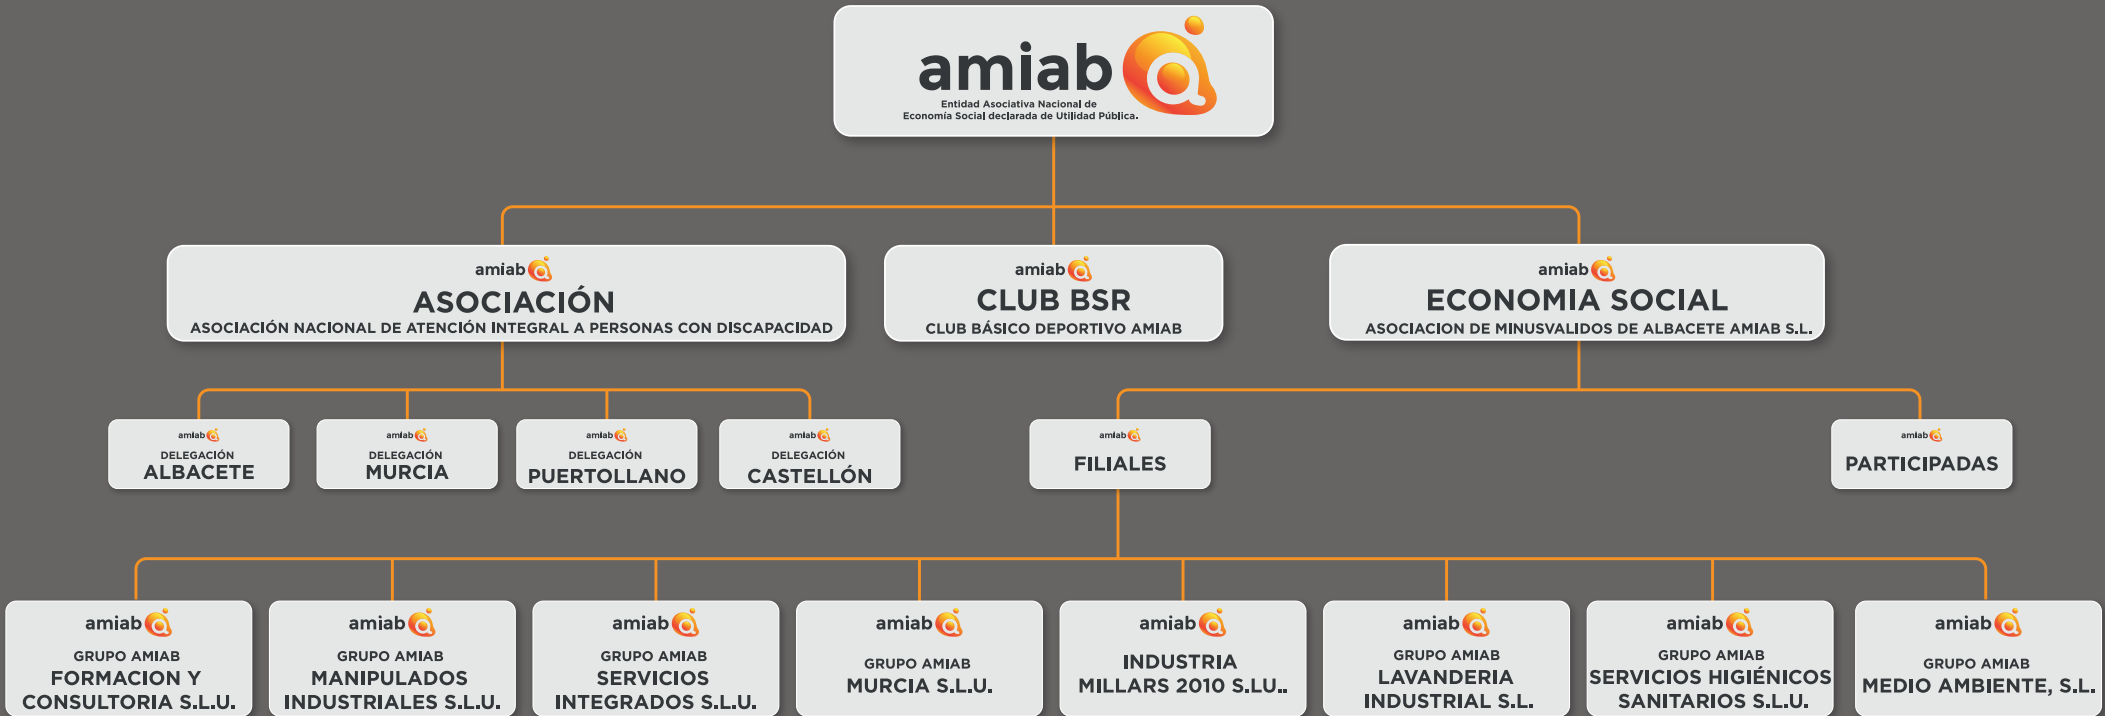 amiab
Entidad Asociativa Nacional de
Economía Social declarada de Utilidad Pública.
amiab
ASOCIACIÓN
ASOCIACIÓN NACIONAL DE ATENCIÓN INTEGRAL A PERSONAS CON DISCAPACIDAD
amiab
CLUB BSR
CLUB BÁSICO DEPORTIVO AMIAB
amiab
ECONOMIA SOCIAL
ASOCIACION DE MINUSVALIDOS DE ALBACETE AMIAB S.L.
amiab
DELEGACIÓN
ALBACETE
amiab
DELEGACIÓN
MURCIA
amiab
DELEGACIÓN
PUERTOLLANO
amiab
DELEGACIÓN
CASTELLÓN
amiab
FILIALES
amiab
PARTICIPADAS
amiab
GRUPO AMIAB
FORMACION Y
CONSULTORIA S.L.U.
amiab
GRUPO AMIAB
MANIPULADOS
INDUSTRIALES S.L.U.
amiab
GRUPO AMIAB
SERVICIOS
INTEGRADOS S.L.U.
amiab
GRUPO AMIAB
MURCIA S.L.U.
amiab
INDUSTRIA
MILLARS 2010 S.LU..
amiab
GRUPO AMIAB
LAVANDERIA
INDUSTRIAL S.L.
amiab
GRUPO AMIAB
SERVICIOS HIGIÉNICOS
SANITARIOS S.L.U.
amiab
GRUPO AMIAB
MEDIO AMBIENTE, S.L.